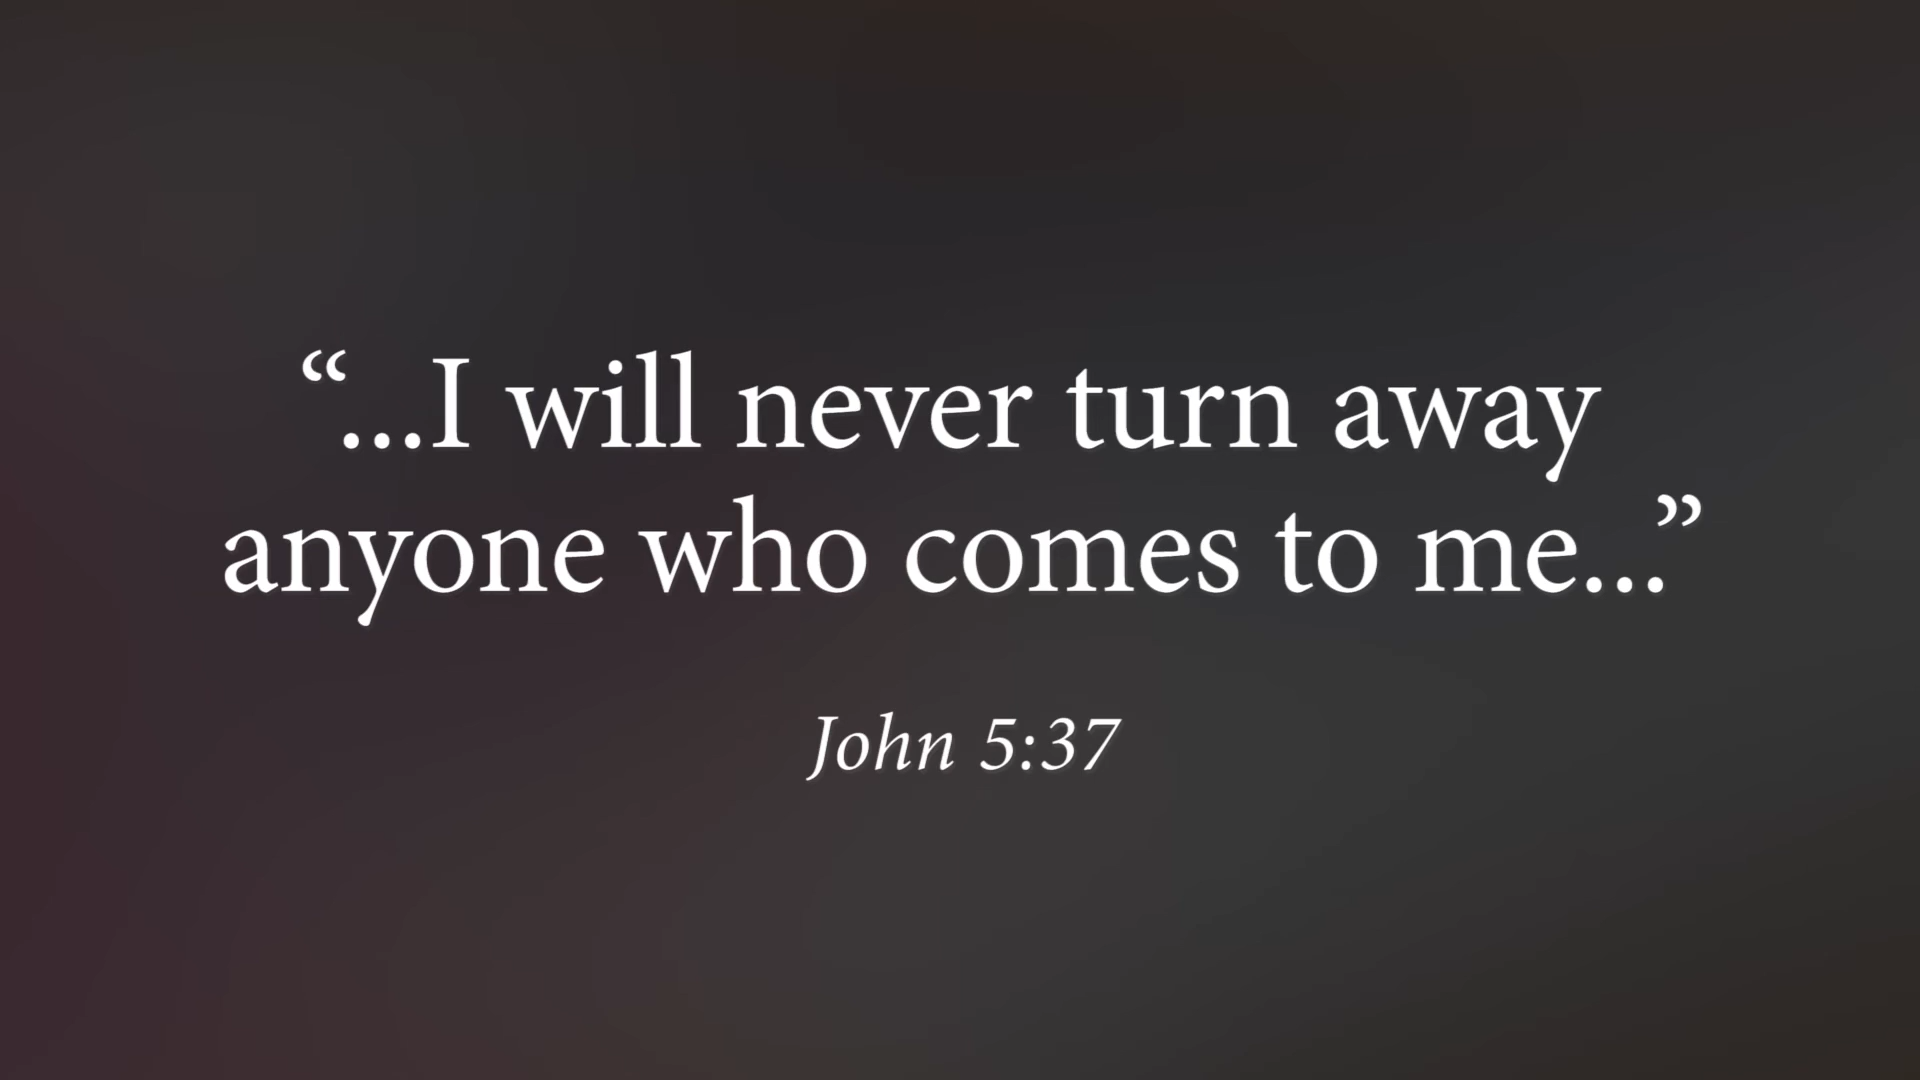 “...I will never turn away
anyone who comes to me...”
John 5:37